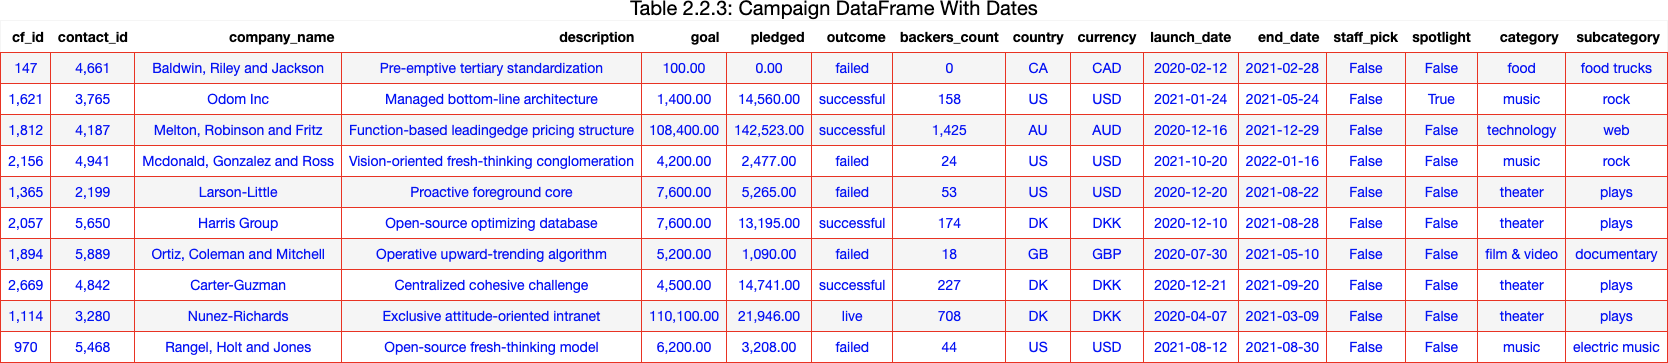 Table 2.2.3: Campaign DataFrame With Dates
cf_id contact_id company_name description goal pledged outcome backers_count country currency launch_date end_date staff_pick spotlight category subcategory
147 4,661 Baldwin, Riley and Jackson Pre-emptive tertiary standardization 100.00 0.00 failed 0 CA CAD 2020-02-12 2021-02-28 False False food food trucks
1,621 3,765 Odom Inc Managed bottom-line architecture 1,400.00 14,560.00 successful 158 US USD 2021-01-24 2021-05-24 False True music rock
1,812 4,187 Melton, Robinson and Fritz Function-based leadingedge pricing structure 108,400.00 142,523.00 successful 1,425 AU AUD 2020-12-16 2021-12-29 False False technology web
2,156 4,941 Mcdonald, Gonzalez and Ross Vision-oriented fresh-thinking conglomeration 4,200.00 2,477.00 failed 24 US USD 2021-10-20 2022-01-16 False False music rock
1,365 2,199 Larson-Little Proactive foreground core 7,600.00 5,265.00 failed 53 US USD 2020-12-20 2021-08-22 False False theater plays
2,057 5,650 Harris Group Open-source optimizing database 7,600.00 13,195.00 successful 174 DK DKK 2020-12-10 2021-08-28 False False theater plays
1,894 5,889 Ortiz, Coleman and Mitchell Operative upward-trending algorithm 5,200.00 1,090.00 failed 18 GB GBP 2020-07-30 2021-05-10 False False film & video documentary
2,669 4,842 Carter-Guzman Centralized cohesive challenge 4,500.00 14,741.00 successful 227 DK DKK 2020-12-21 2021-09-20 False False theater plays
1,114 3,280 Nunez-Richards Exclusive attitude-oriented intranet 110,100.00 21,946.00 live 708 DK DKK 2020-04-07 2021-03-09 False False theater plays
970 5,468 Rangel, Holt and Jones Open-source fresh-thinking model 6,200.00 3,208.00 failed 44 US USD 2021-08-12 2021-08-30 False False music electric music